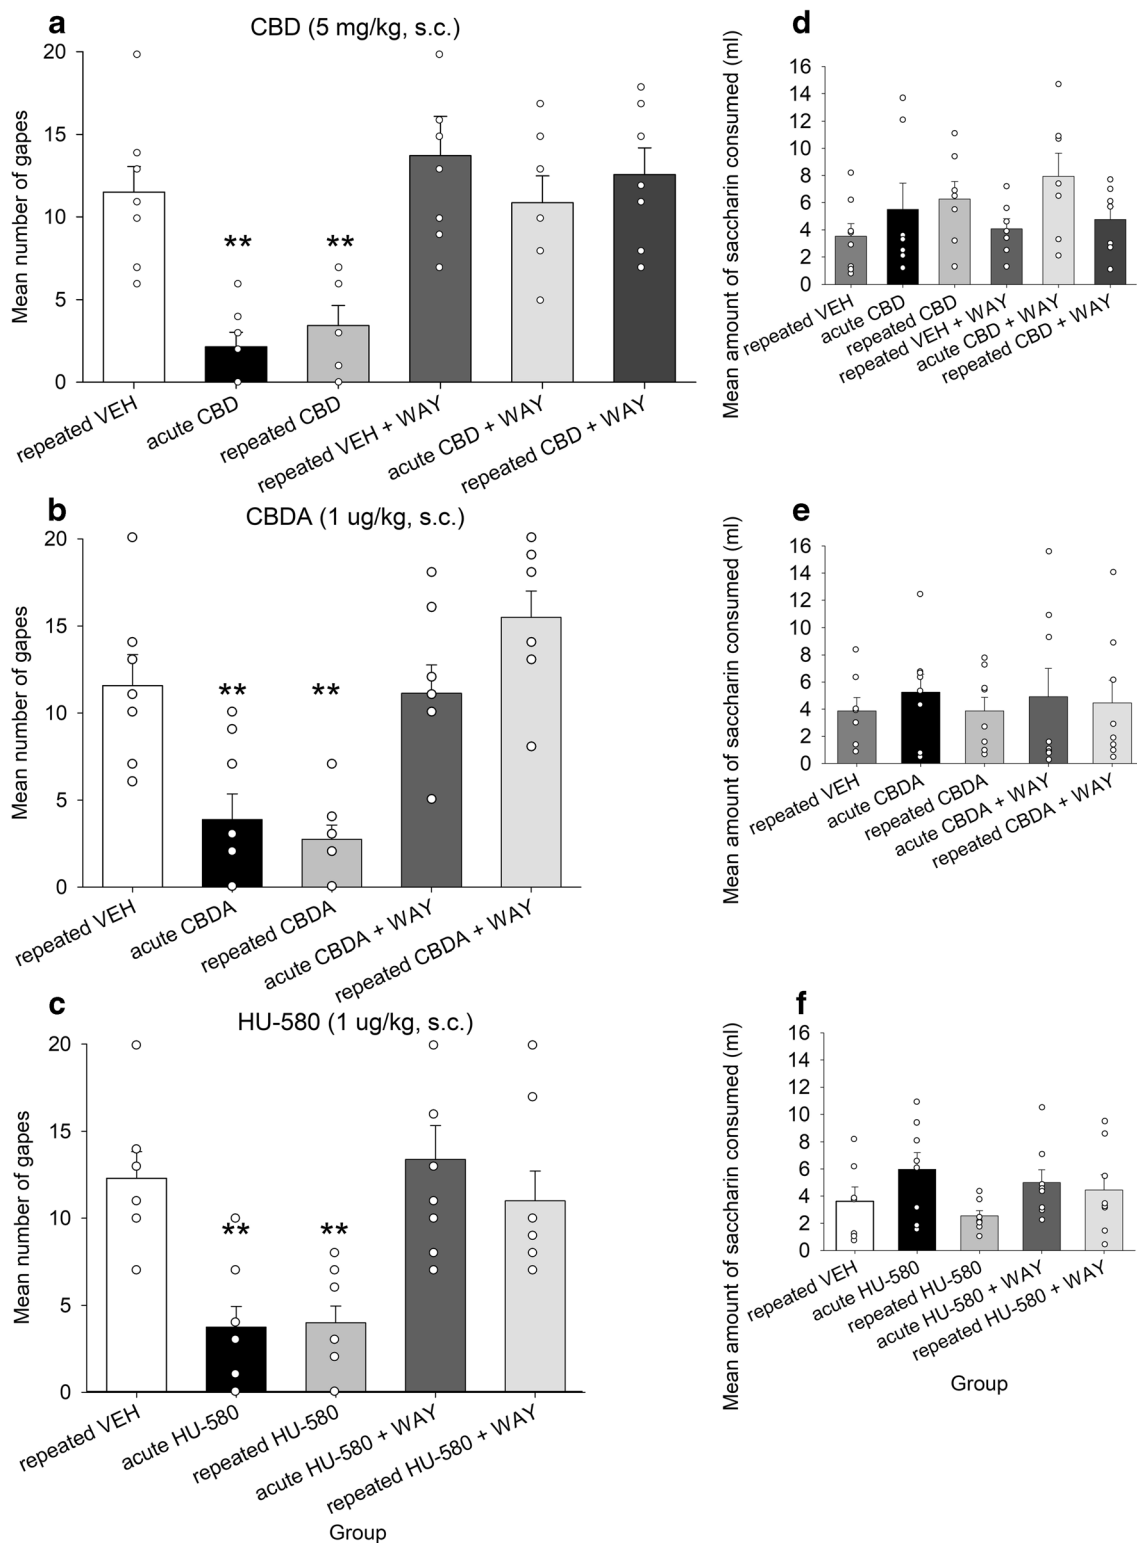 a
CBD (5 mg/kg, s.c.)
Mean number of gapes
20
15
10
5
0
** **
repeated VEH
acute CBD
repeated CBD
repeated VEH + WAY
acute CBD + WAY
repeated CBD + WAY
d
Mean amount of saccharin consumed (ml)
16
14
12
10
8
6
4
2
0
repeated VEH
acute CBD
repeated CBD
repeated VEH + WAY
acute CBD + WAY
repeated CBD + WAY
b
CBDA (1 ug/kg, s.c.)
Mean number of gapes
20
15
10
5
0
** **
repeated VEH
acute CBDA
repeated CBDA
acute CBDA + WAY
repeated CBDA + WAY
e
Mean amount of saccharin consumed (ml)
16
14
12
10
8
6
4
2
0
repeated VEH
acute CBDA
repeated CBDA
acute CBDA + WAY
repeated CBDA + WAY
c
HU-580 (1 ug/kg, s.c.)
Mean number of gapes
20
15
10
5
0
** **
repeated VEH
acute HU-580
repeated HU-580
acute HU-580 + WAY
repeated HU-580 + WAY
Group
f
Mean amount of saccharin consumed (ml)
16
14
12
10
8
6
4
2
0
repeated VEH
acute HU-580
repeated HU-580
acute HU-580 + WAY
repeated HU-580 + WAY
Group